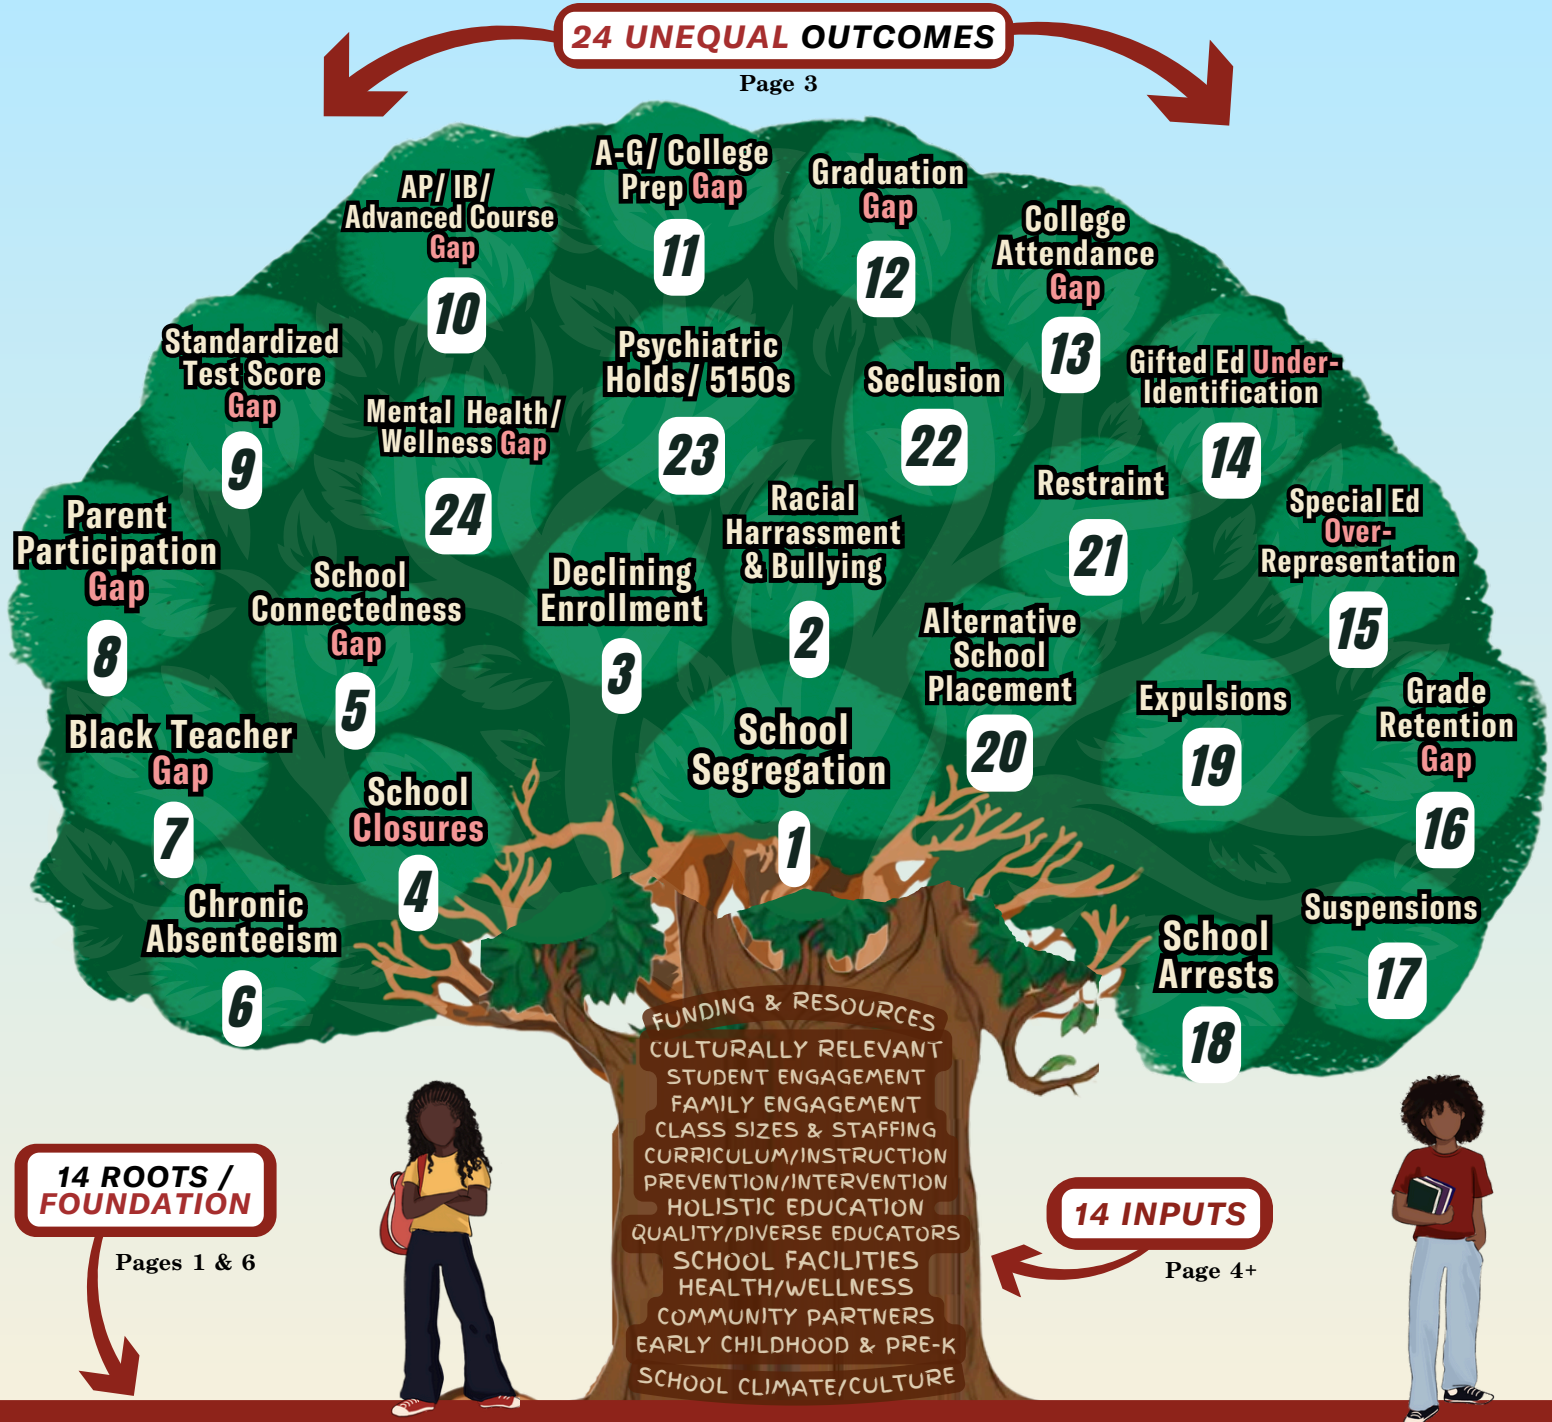 24 UNEQUAL OUTCOMES
Page 3
A-G/ College
Prep Gap
11
Graduation
Gap
12
AP/ IB/
Advanced Course
Gap
10
College
Attendance
Gap
13
Standardized
Test Score
Gap
9
Psychiatric
Holds/ 5150s
23
Seclusion
22
Gifted Ed Under-
Identification
14
Mental Health/
Wellness Gap
24
Restraint
21
Racial
Harrassment
& Bullying
2
Special Ed
Over-
Representation
15
Parent
Participation
Gap
8
School
Connectedness
Gap
5
Declining
Enrollment
3
Alternative
School
Placement
20
Expulsions
19
Grade
Retention
Gap
16
Black Teacher
Gap
7
School
Segregation
1
School
Closures
4
Chronic
Absenteeism
6
School
Arrests
18
Suspensions
17
FUNDING & RESOURCES
CULTURALLY RELEVANT
STUDENT ENGAGEMENT
FAMILY ENGAGEMENT
CLASS SIZES & STAFFING
CURRICULUM/INSTRUCTION
PREVENTION/INTERVENTION
HOLISTIC EDUCATION
QUALITY/DIVERSE EDUCATORS
SCHOOL FACILITIES
HEALTH/WELLNESS
COMMUNITY PARTNERS
EARLY CHILDHOOD & PRE-K
SCHOOL CLIMATE/CULTURE
14 ROOTS /
FOUNDATION
Pages 1 & 6
14 INPUTS
Page 4+